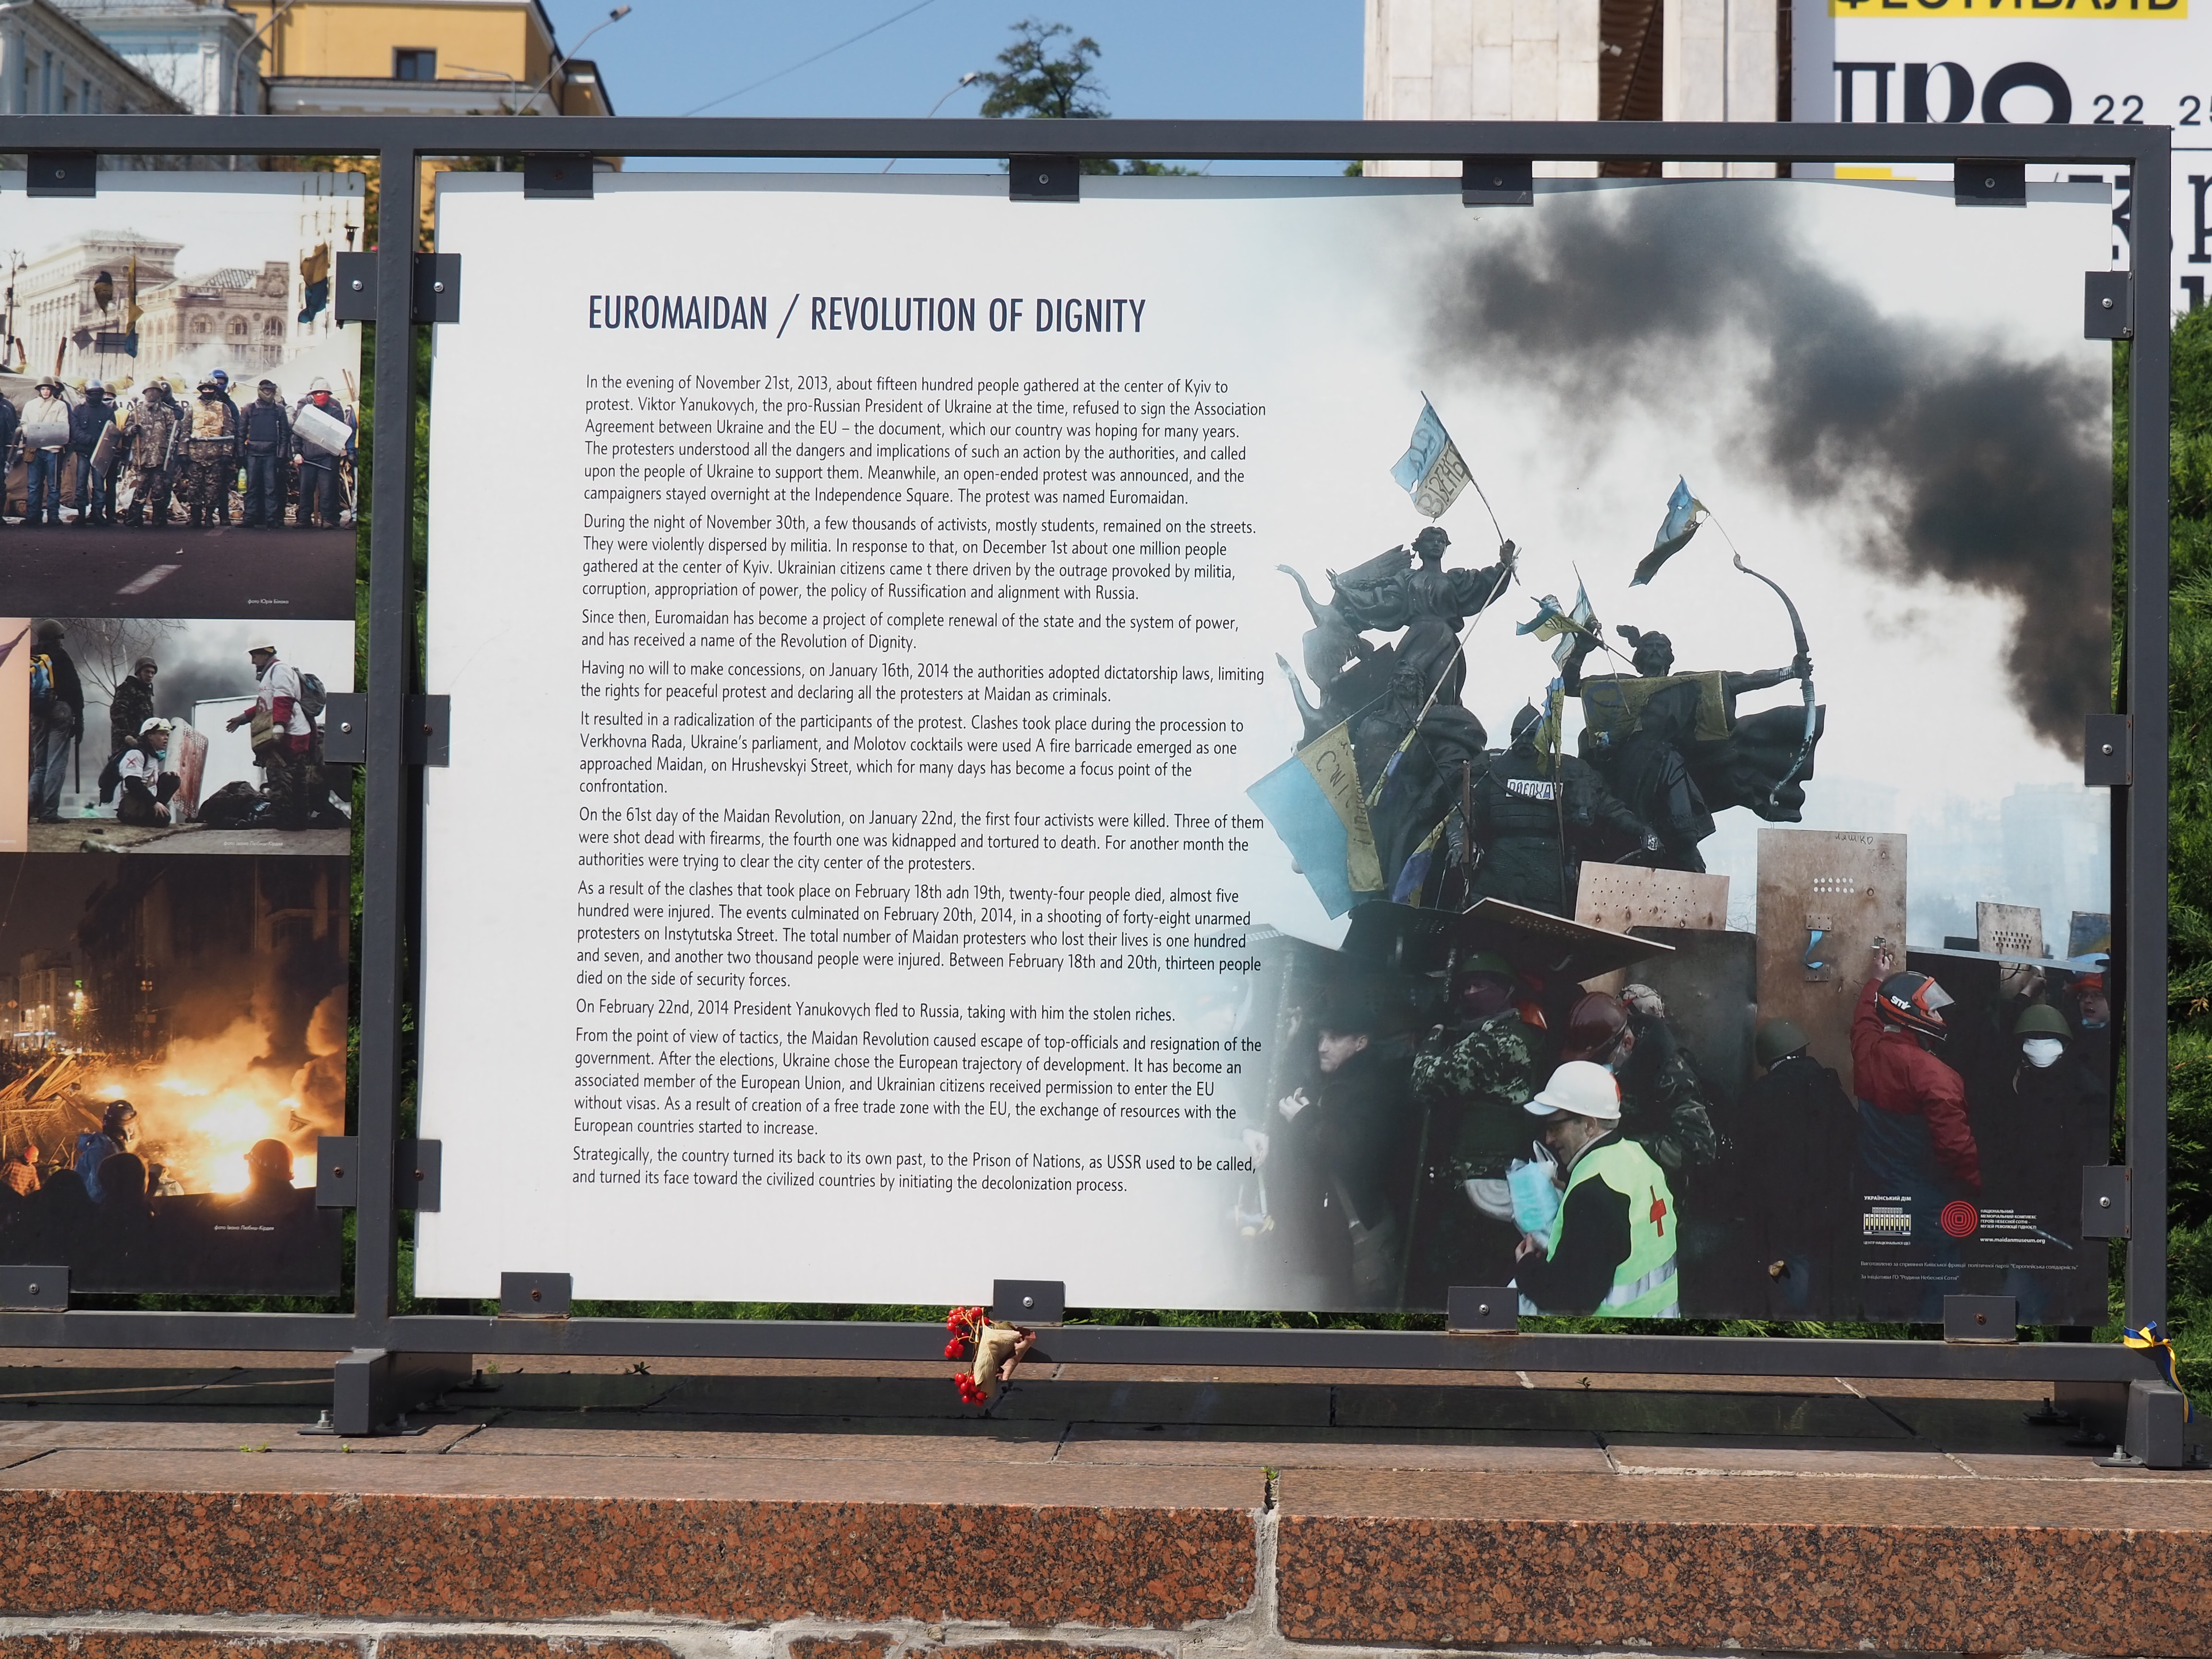 ФЕСТИВАЛЬ
ПРО 22 25
EUROMAIDAN / REVOLUTION OF DIGNITY
In the evening of November 21st, 2013, about fifteen hundred people gathered at the center of Kyiv to
protest. Viktor Yanukovych, the pro-Russian President of Ukraine at the time, refused to sign the Association
Agreement between Ukraine and the EU – the document, which our country was hoping for many years.
The protesters understood all the dangers and implications of such an action by the authorities, and called
upon the people of Ukraine to support them. Meanwhile, an open-ended protest was announced, and the
campaigners stayed overnight at the Independence Square. The protest was named Euromaidan.
During the night of November 30th, a few thousands of activists, mostly students, remained on the streets.
They were violently dispersed by militia. In response to that, on December 1st about one million people
gathered at the center of Kyiv. Ukrainian citizens came t there driven by the outrage provoked by militia,
corruption, appropriation of power, the policy of Russification and alignment with Russia.
Since then, Euromaidan has become a project of complete renewal of the state and the system of power,
and has received a name of the Revolution of Dignity.
Having no will to make concessions, on January 16th, 2014 the authorities adopted dictatorship laws, limiting
the rights for peaceful protest and declaring all the protesters at Maidan as criminals.
It resulted in a radicalization of the participants of the protest. Clashes took place during the procession to
Verkhovna Rada, Ukraine's parliament, and Molotov cocktails were used A fire barricade emerged as one
approached Maidan, on Hrushevskyi Street, which for many days has become a focus point of the
confrontation.
On the 61st day of the Maidan Revolution, on January 22nd, the first four activists were killed. Three of them
were shot dead with firearms, the fourth one was kidnapped and tortured to death. For another month the
authorities were trying to clear the city center of the protesters.
As a result of the clashes that took place on February 18th adn 19th, twenty-four people died, almost five
hundred were injured. The events culminated on February 20th, 2014, in a shooting of forty-eight unarmed
protesters on Instytutska Street. The total number of Maidan protesters who lost their lives is one hundred
and seven, and another two thousand people were injured. Between February 18th and 20th, thirteen people
died on the side of security forces.
On February 22nd, 2014 President Yanukovych fled to Russia, taking with him the stolen riches.
From the point of view of tactics, the Maidan Revolution caused escape of top-officials and resignation of the
government. After the elections, Ukraine chose the European trajectory of development. It has become an
associated member of the European Union, and Ukrainian citizens received permission to enter the EU
without visas. As a result of creation of a free trade zone with the EU, the exchange of resources with the
European countries started to increase.
Strategically, the country turned its back to its own past, to the Prison of Nations, as USSR used to be called,
and turned its face toward the civilized countries by initiating the decolonization process.
smk
УКРАЇНСЬКИЙ ДІМ
НАЦІОНАЛЬНИЙ
МЕМОРІАЛЬНИЙ КОМПЛЕКС
ГЕРОЇВ НЕБЕСНОЇ СОТНІ -
МУЗЕЙ РЕВОЛЮЦІЇ ГІДНОСТІ
www.maidanmuseum.org
Виготовлено за сприяння Київської фракції політичної партії "Європейська солідарність"
За ініціативи ГО "Родина Небесної Сотні"